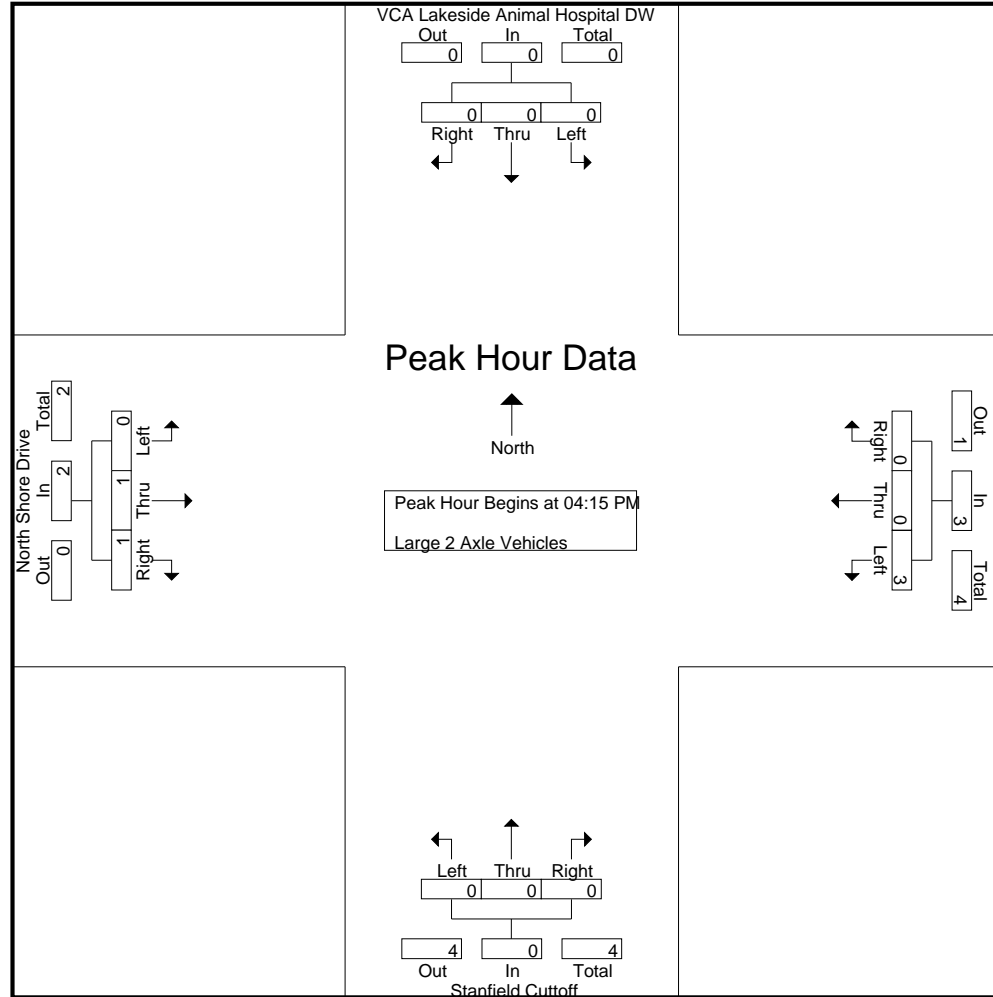 VCA Lakeside Animal Hospital DW
Out In Total
0 0 0
0 0 0
Right Thru Left
Peak Hour Data
North
Peak Hour Begins at 04:15 PM
Large 2 Axle Vehicles
North Shore Drive
Out In Total
0 2 2
1 1 0
Right Thru Left
Out In Total
1 3 4
0 0 3
Right Thru Left
Left Thru Right
0 0 0
4 0 4
Out In Total
Stanfield Cuttoff